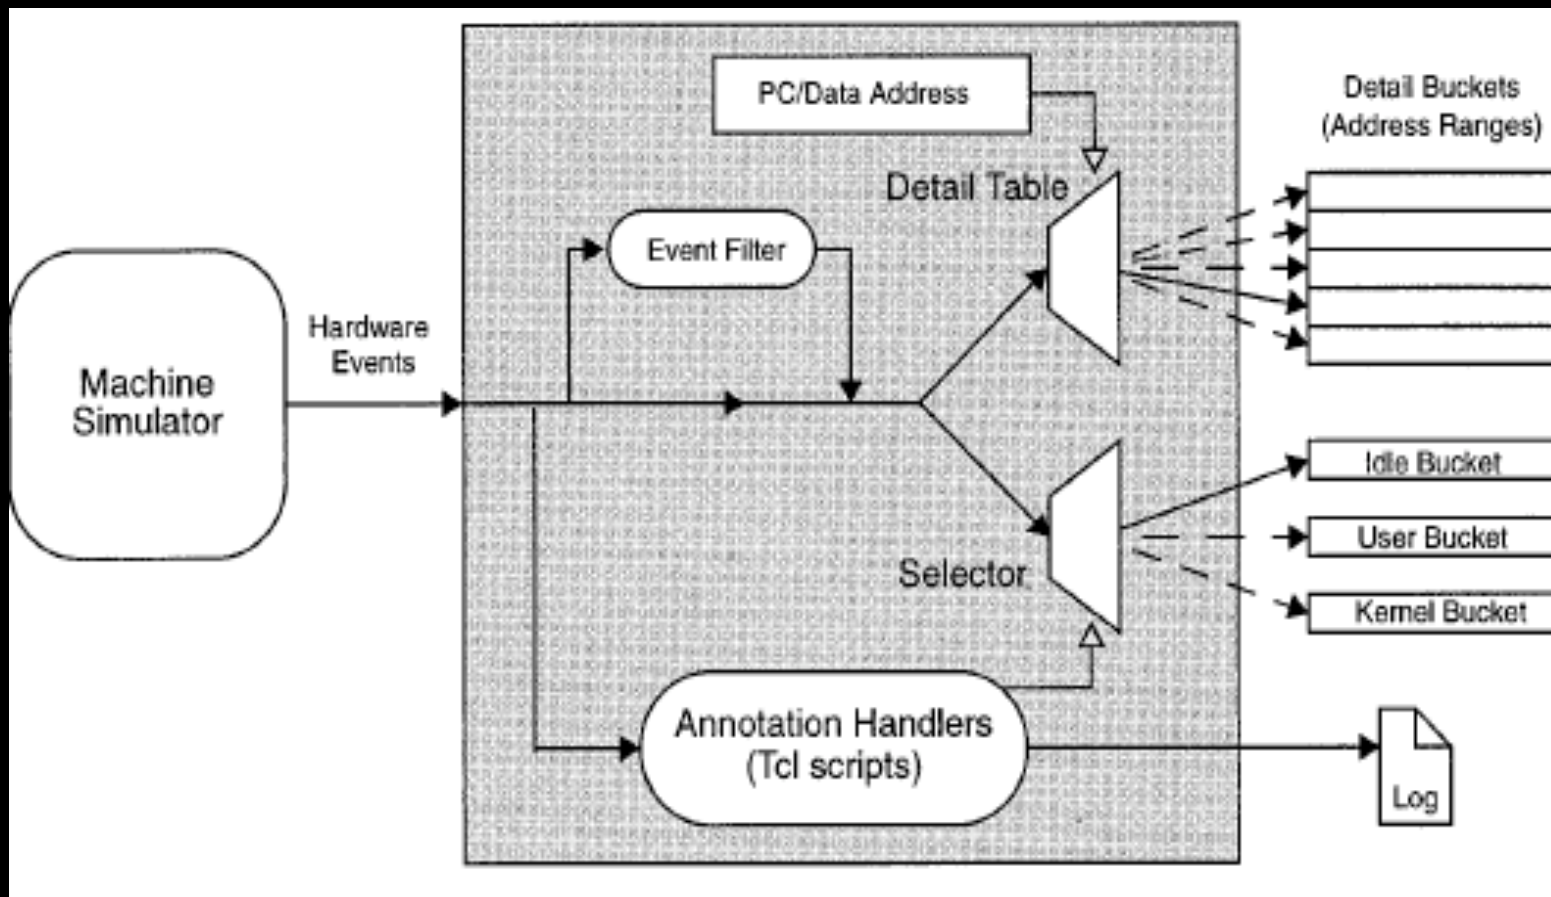 PC/Data Address
Detail Buckets
(Address Ranges)
Detail Table
Event Filter
Hardware
Events
Machine
Simulator
Idle Bucket
User Bucket
Selector
Kernel Bucket
Annotation Handlers
(Tcl scripts)
Log